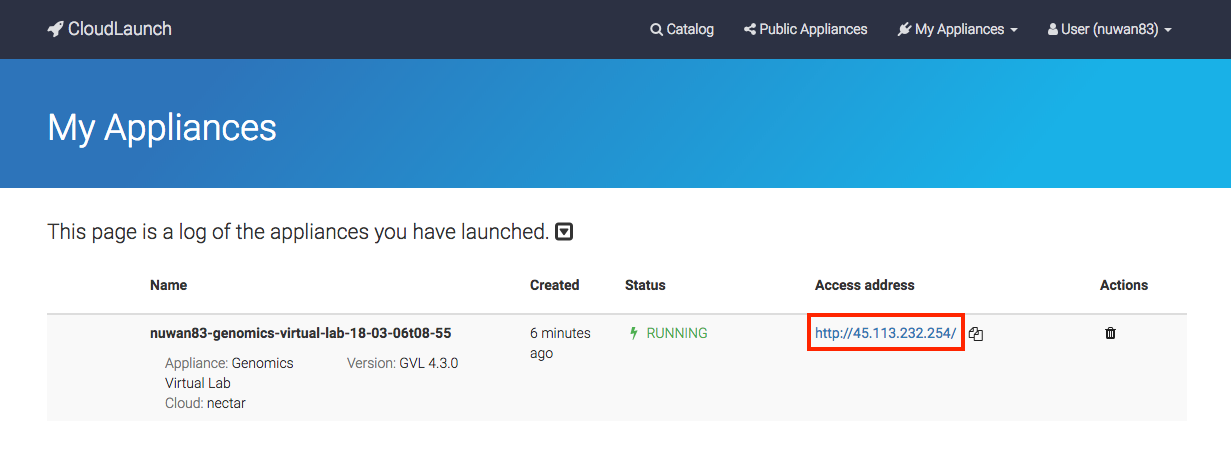 CloudLaunch
Catalog
Public Appliances
My Appliances
User (nuwan83)
My Appliances
This page is a log of the appliances you have launched.
Name
Created
Status
Access address
Actions
nuwan83-genomics-virtual-lab-18-03-06t08-55
6 minutes
ago
RUNNING
http://45.113.232.254/
Appliance: Genomics
Virtual Lab
Version: GVL 4.3.0
Cloud: nectar